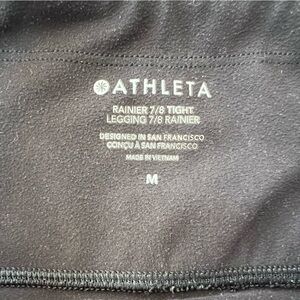 ATHLETA
RAINIER 7/8 TIGHT
LEGGING 7/8 RAINIER
DESIGNED IN SAN FRANCISCO
CONÇU À SAN FRANCISCO
MADE IN VIETNAM
M